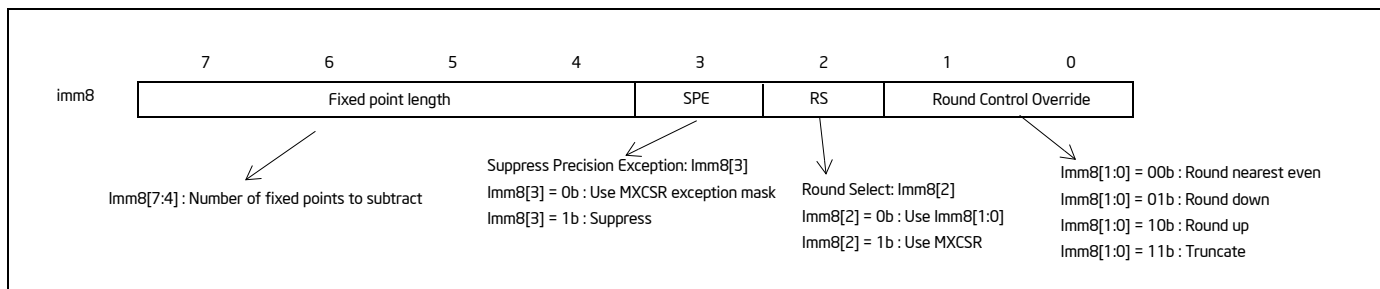 7 6 5 4 3 2 1 0
imm8 Fixed point length SPE RS Round Control Override
Imm8[7:4] : Number of fixed points to subtract
Suppress Precision Exception: Imm8[3]
Imm8[3] = 0b : Use MXCSR exception mask
Imm8[3] = 1b : Suppress
Round Select: Imm8[2]
Imm8[2] = 0b : Use Imm8[1:0]
Imm8[2] = 1b : Use MXCSR
Imm8[1:0] = 00b : Round nearest even
Imm8[1:0] = 01b : Round down
Imm8[1:0] = 10b : Round up
Imm8[1:0] = 11b : Truncate